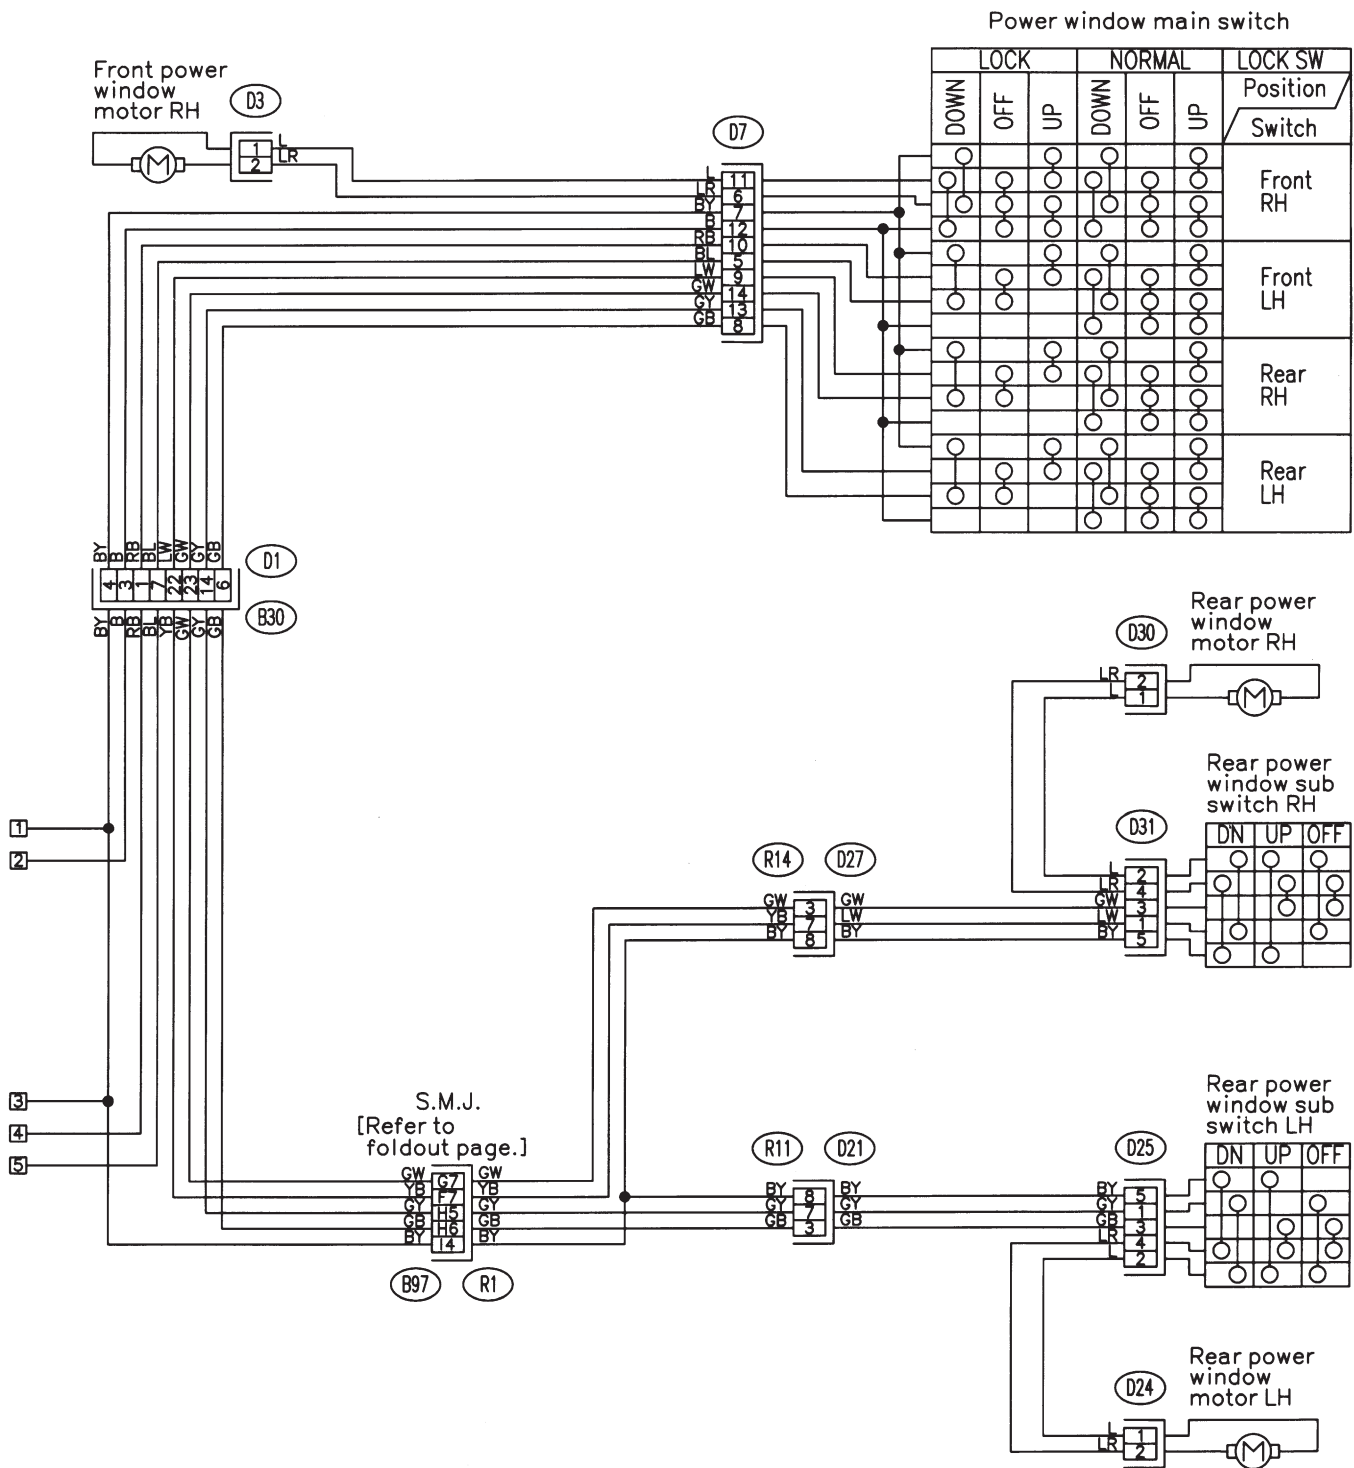 Power window main switch
LOCK NORMAL LOCK SW
DOWN OFF UP DOWN OFF UP Position
Switch
Front
RH
Front
LH
Rear
RH
Rear
LH
Front power
window
motor RH
D3
1 L
2 LR
D7
L 11
LR 6
BY 7
B 12
RB 10
BL 5
LW 9
GW 14
GY 13
GB 8
BY B RB BL LW GW GY GB
D1
4 3 1 7 22 23 14 6
B30
BY B RB BL YB GW GY GB
1
2
3
4
5
S.M.J.
[Refer to
foldout page.]
GW G7 GW
YB F7 YB
GY H5 GY
GB H6 GB
BY I4 BY
B97 R1
R14 D27
GW 3 GW
YB 7 LW
BY 8 BY
R11 D21
BY 8 BY
GY 7 GY
GB 3 GB
Rear power
window
motor RH
D30
LR 2
L 1
M
Rear power
window sub
switch RH
D31
DN UP OFF
L 2
LR 4
GW 3
LW 1
BY 5
Rear power
window sub
switch LH
D25
DN UP OFF
BY 5
GY 1
GB 3
LR 4
L 2
Rear power
window
motor LH
D24
L 1
LR 2
M
M